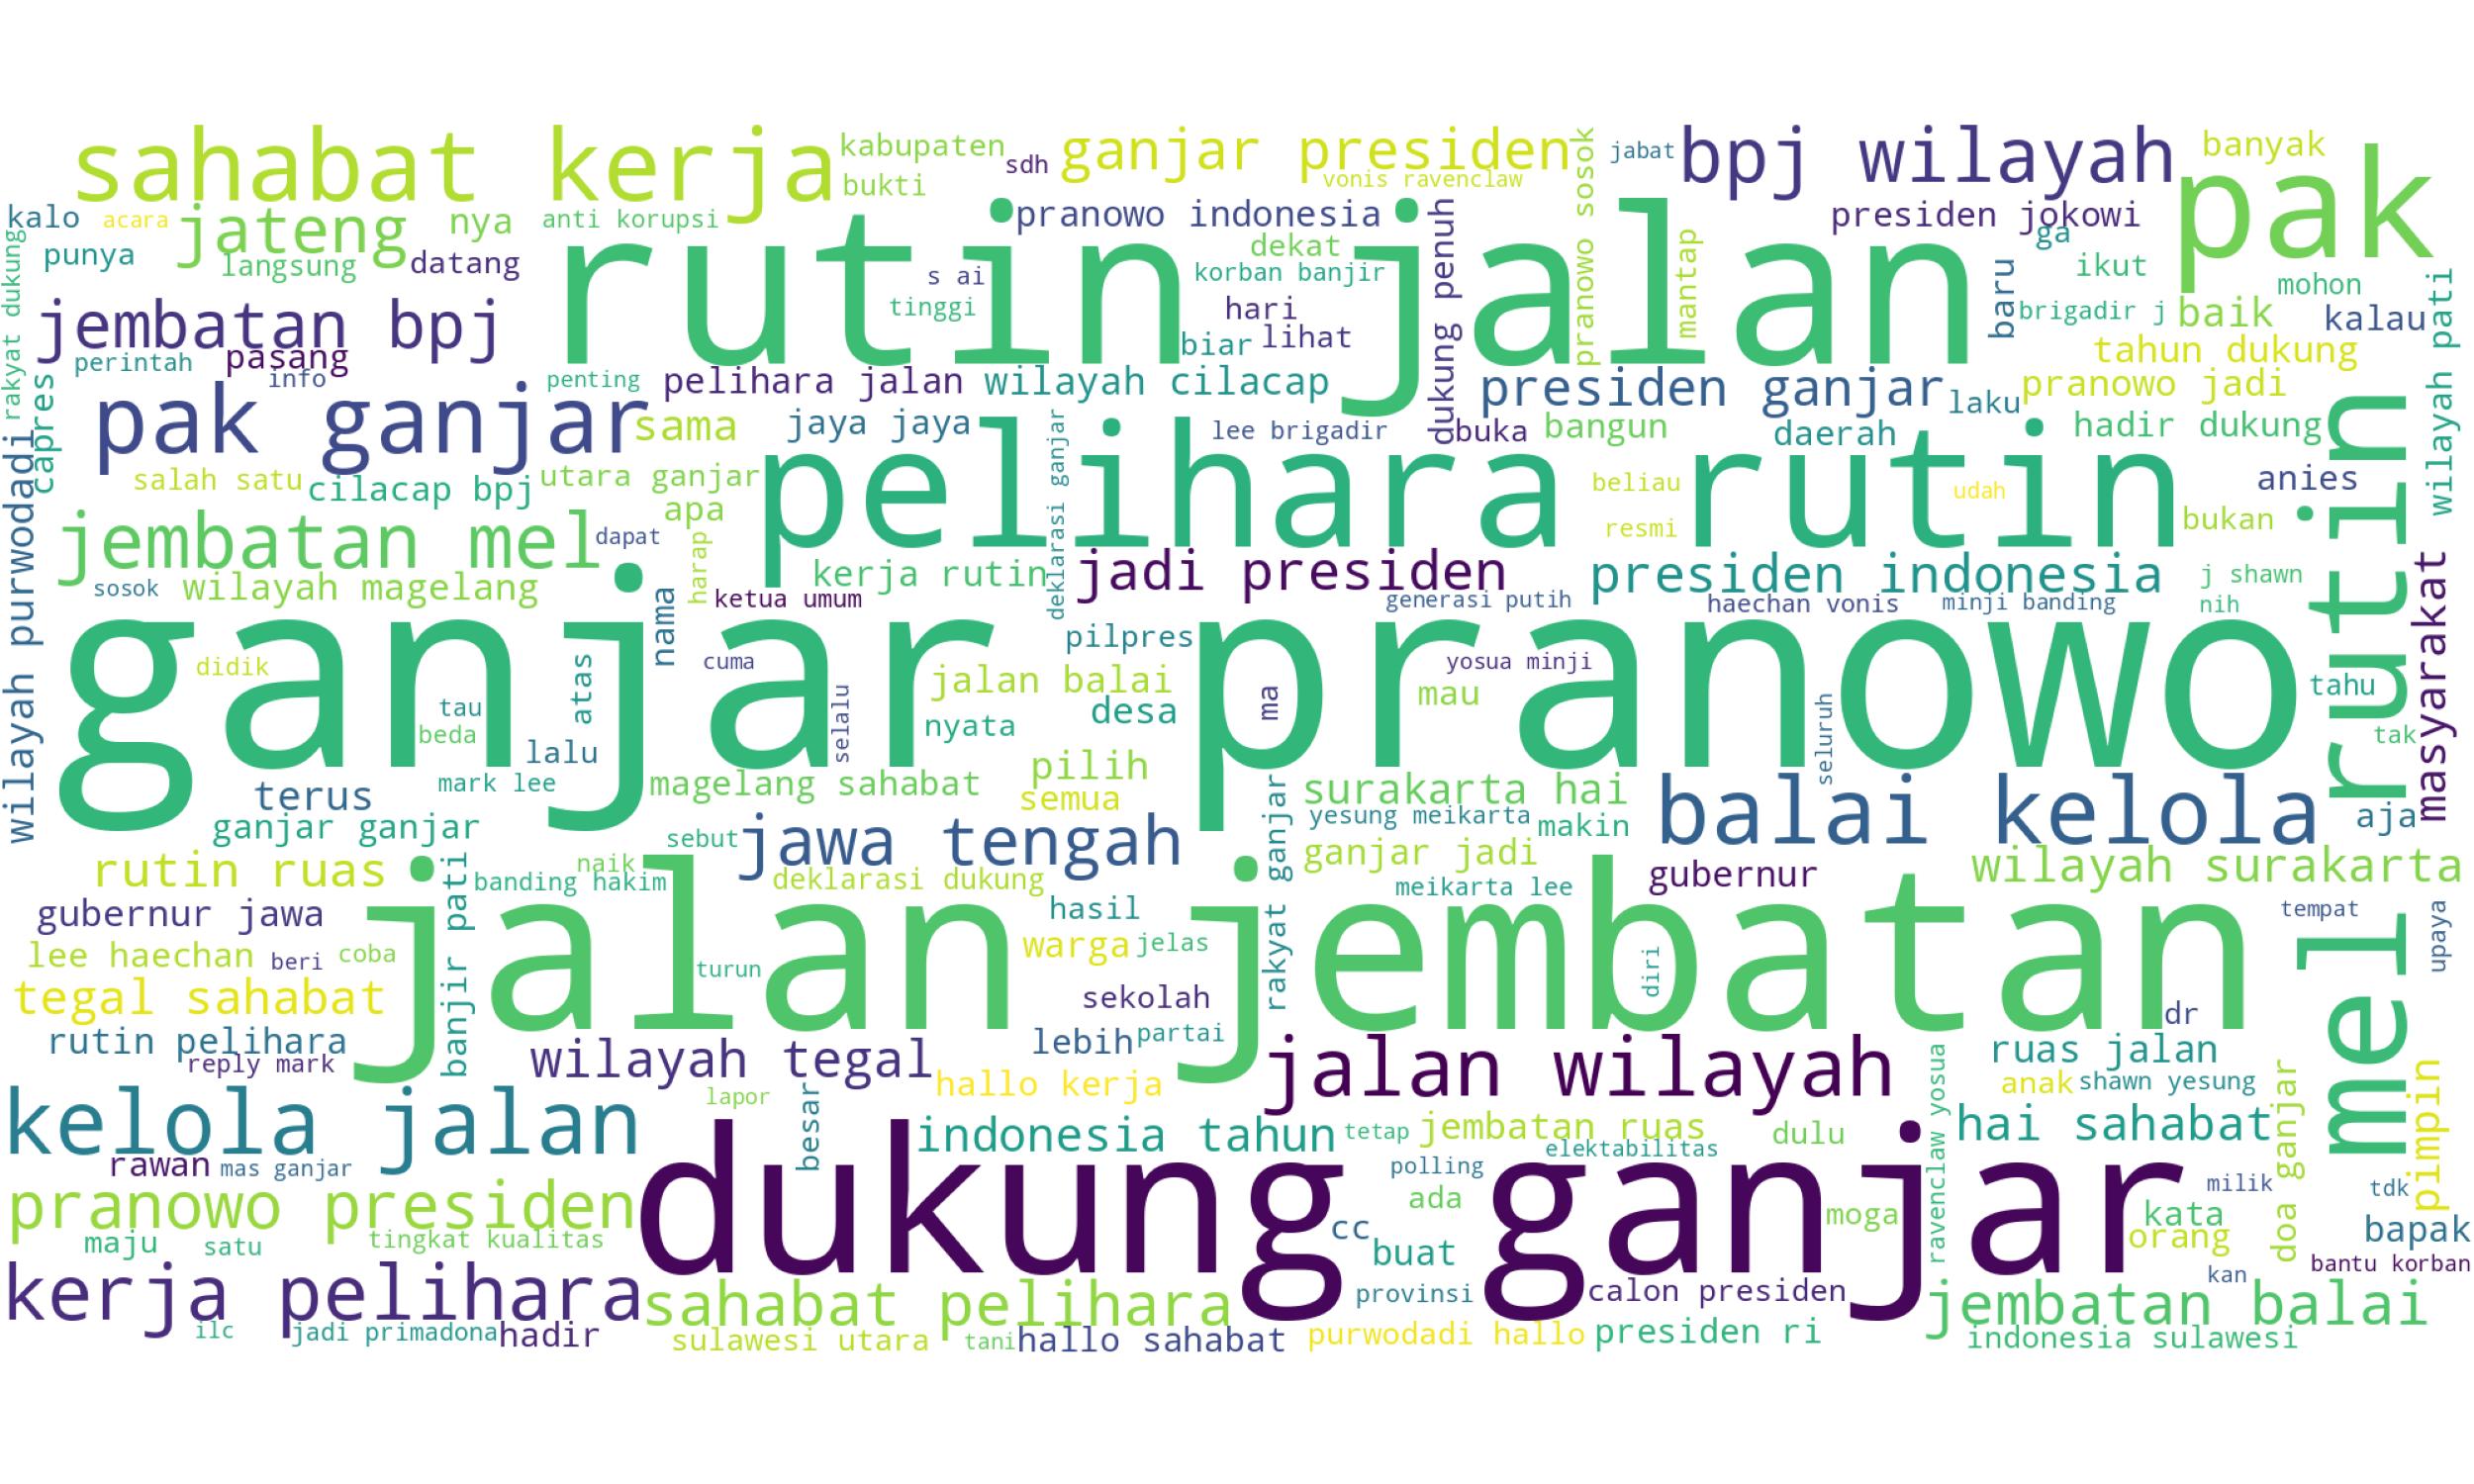 sahabat kerja
kabupaten
sdh
ganjar presiden
sosok
jabat
bpj wilayah
banyak
pak
bukti
vonis ravenclaw
kalo
acara
jateng
nya
anti korupsi
rutin jalan
pranowo indonesia
dukung penuh
pranowo sosok
mantap
presiden jokowi
ga
punya
langsung
datang
dekat
korban banjir
s ai
tinggi
hari
lihat
biar
baru
ikut
mohon
brigadir j
baik
kalau
wilayah pati
rakyat dukung
jembatan bpj
perintah
pasang
info
penting
pelihara jalan
wilayah cilacap
presiden ganjar
laku
tahun dukung
pranowo jadi
capres
pak ganjar
sama
jaya jaya
lee brigadir
buka
bangun
daerah
hadir dukung
rutin
salah satu
cilacap bpj
utara ganjar
apa
deklarasi ganjar
pelihara rutin
beliau
udah
resmi
anies
bukan
wilayah purwodadi
jembatan mel
dapat
harap
kerja rutin
jadi presiden
presiden indonesia
j shawn
nih
masyarakat
sosok
wilayah magelang
nama
ketua umum
generasi putih
haechan vonis
minji banding
ganjar pranowo
didik
tau
beda
atas
lalu
cuma
selalu
pilpres
jalan balai
nyata
desa
ma
yosua minji
mau
seluruh
tahu
tak
terus
mark lee
magelang sahabat
pilih
semua
rakyat ganjar
surakarta hai
yesung meikarta
makin
balai kelola
aja
ganjar ganjar
sebut
jawa tengah
ganjar jadi
rutin ruas
naik
banding hakim
deklarasi dukung
meikarta lee
gubernur
wilayah surakarta
gubernur jawa
banjir pati
jalan jembatan
hasil
warga
jelas
tempat
upaya
mel
lee haechan
beri
coba
turun
diri
tegal sahabat
sekolah
dr
rutin pelihara
reply mark
wilayah tegal
lebih
partai
jalan wilayah
ravenclaw yosua
ruas jalan
anak
shawn yesung
doa ganjar
pimpin
kelola jalan
lapor
besar
hallo kerja
indonesia tahun
tetap
jembatan ruas
elektabilitas
dulu
hai sahabat
rawan
mas ganjar
dukung ganjar
polling
ada
milik
tdk
pranowo presiden
cc
buat
moga
kata
orang
bapak
maju
satu
tingkat kualitas
kan
bantu korban
kerja pelihara
sahabat pelihara
provinsi
calon presiden
jembatan balai
ilc
jadi primadona
hadir
sulawesi utara
tani
hallo sahabat
purwodadi hallo
presiden ri
indonesia sulawesi